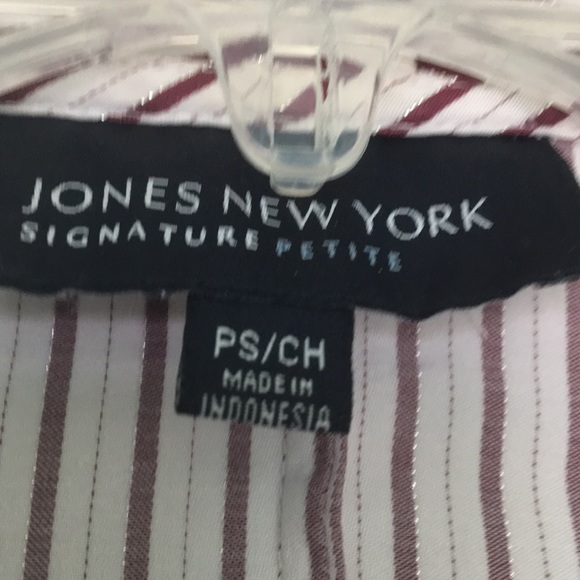 JONES NEW YORK
SIGNATURE PETITE
PS/CH
MADE IN
INDONESIA